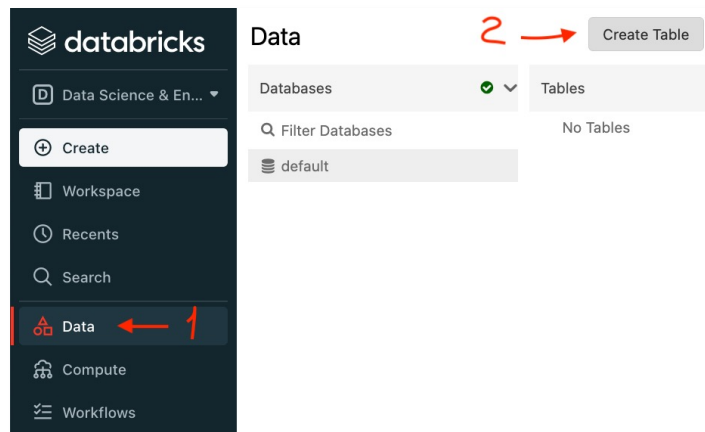 databricks
Data Science & En...
Create
Workspace
Recents
Search
Data
1
Compute
Workflows
Data
2
Create Table
Databases
Tables
Filter Databases
No Tables
default